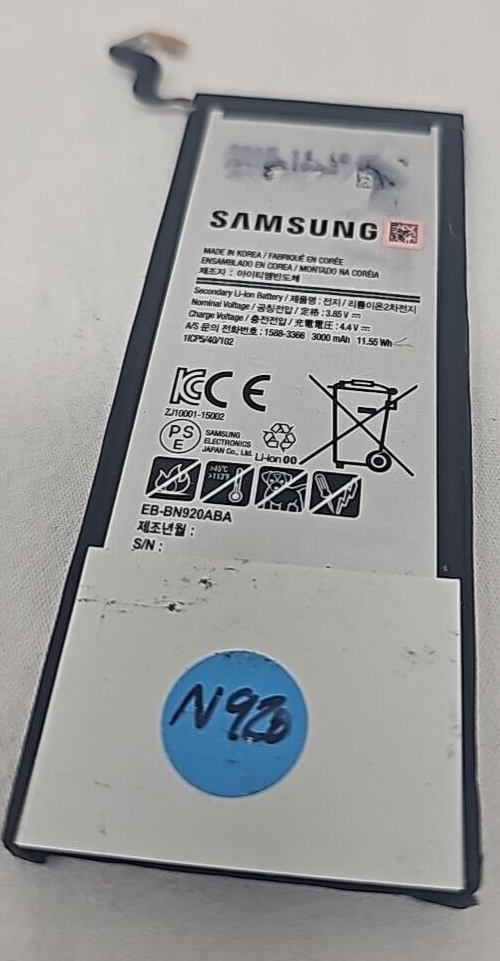 SAMSUNG
MADE IN KOREA / FABRIQUÉ EN CORÉE
ENSAMBLADO EN COREA / MONTADO NA CORÉIA
제조자 : 아이티엠반도체
Secondary Li-Ion Battery / 제품명 : 전지 / 리튬이온2차전지
Nominal Voltage / 공칭전압 / 定格 : 3.85 V ⎓
Charge Voltage / 충전전압 / 充電電圧 : 4.4 V ⎓
A/S 문의 전화번호 : 1588-3366 3000 mAh 11.55 Wh
1ICP5/40/102
KC CE
ZJ10001-15002
PS
E
SAMSUNG
ELECTRONICS
JAPAN Co., Ltd.
Li-ion 00
>45°C
>113°F
EB-BN920ABA
제조년월 :
S/N :
N920